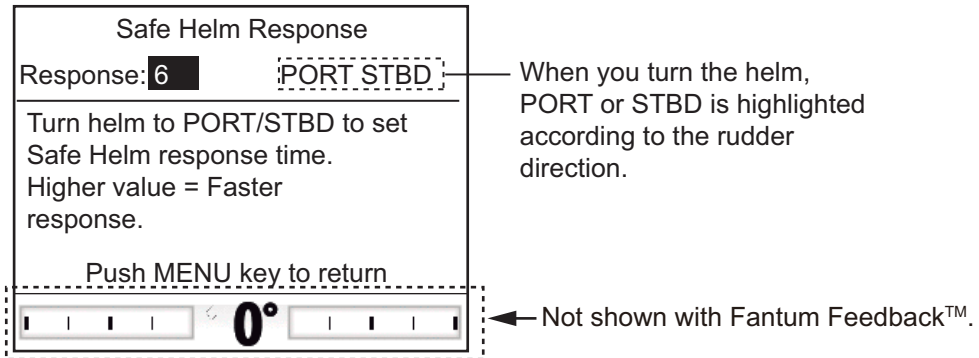 Safe Helm Response
Response: 6 PORT STBD
Turn helm to PORT/STBD to set
Safe Helm response time.
Higher value = Faster
response.
Push MENU key to return
0°
When you turn the helm,
PORT or STBD is highlighted
according to the rudder
direction.
Not shown with Fantum Feedback™.